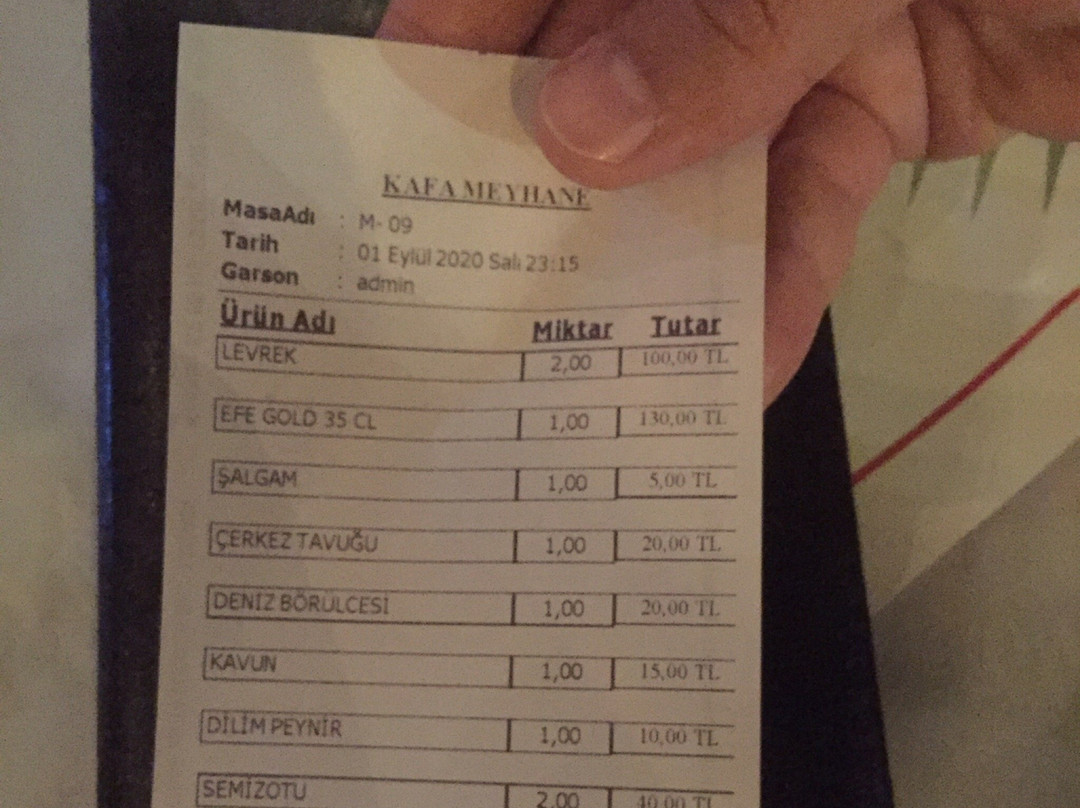 KAFA MEYHANE
MasaAdı : M- 09
Tarih : 01 Eylül 2020 Salı 23:15
Garson : admin
Ürün Adı Miktar Tutar
LEVREK 2,00 100,00 TL
EFE GOLD 35 CL 1,00 130,00 TL
ŞALGAM 1,00 5,00 TL
ÇERKEZ TAVUĞU 1,00 20,00 TL
DENİZ BÖRÜLCESİ 1,00 20,00 TL
KAVUN 1,00 15,00 TL
DİLİM PEYNİR 1,00 10,00 TL
SEMİZOTU 2,00 40,00 TL